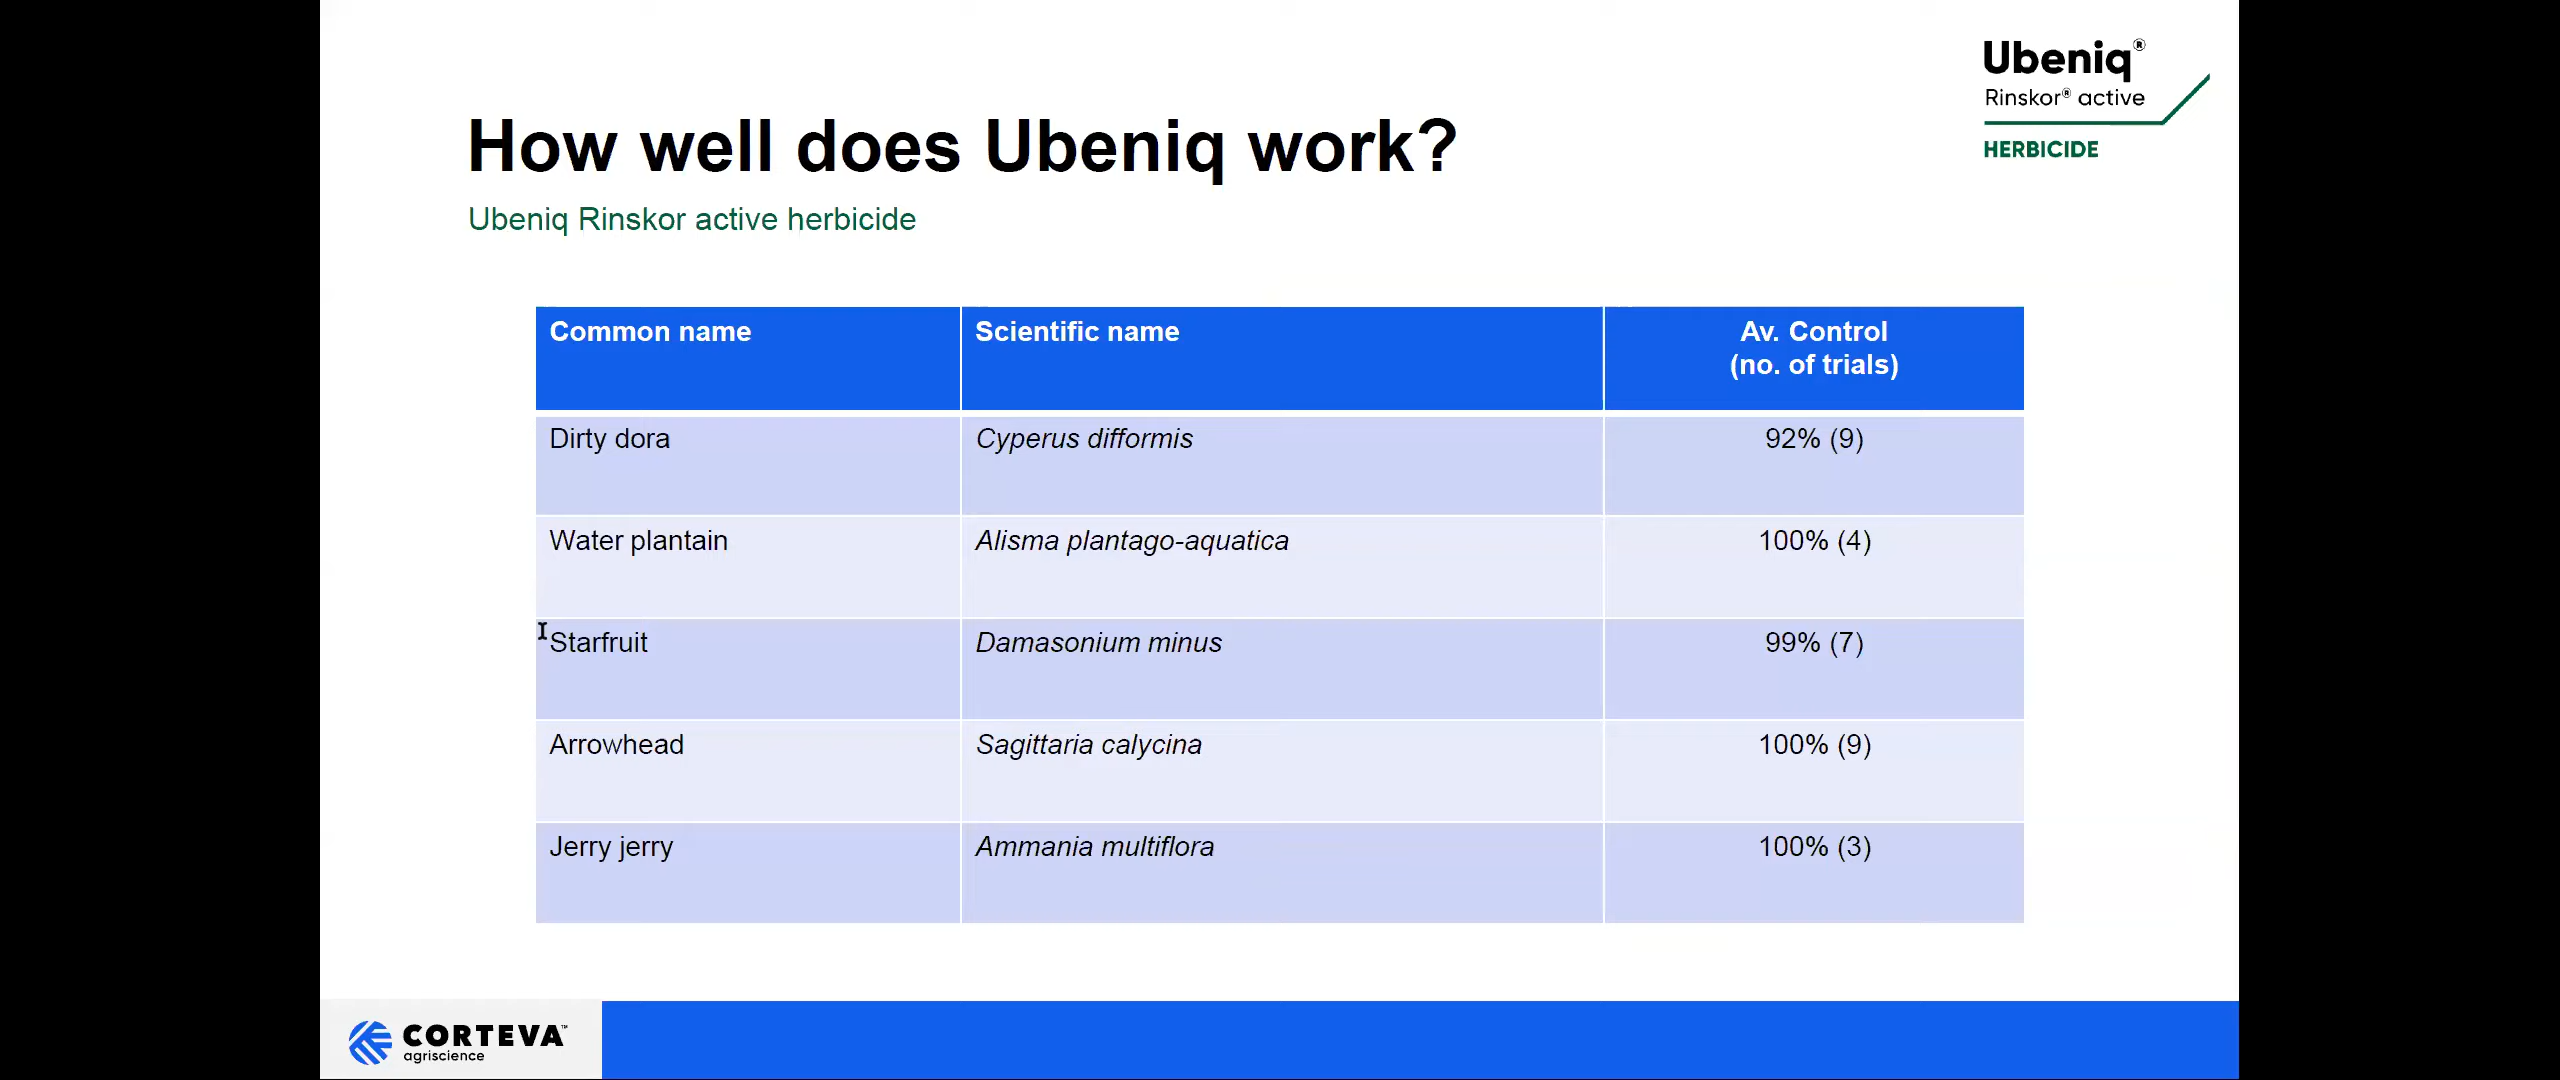 Ubeniq®
Rinskor® active
HERBICIDE
How well does Ubeniq work?
Ubeniq Rinskor active herbicide
Common name Scientific name Av. Control
(no. of trials)
Dirty dora Cyperus difformis 92% (9)
Water plantain Alisma plantago-aquatica 100% (4)
Starfruit Damasonium minus 99% (7)
Arrowhead Sagittaria calycina 100% (9)
Jerry jerry Ammania multiflora 100% (3)
CORTEVA™
agriscience